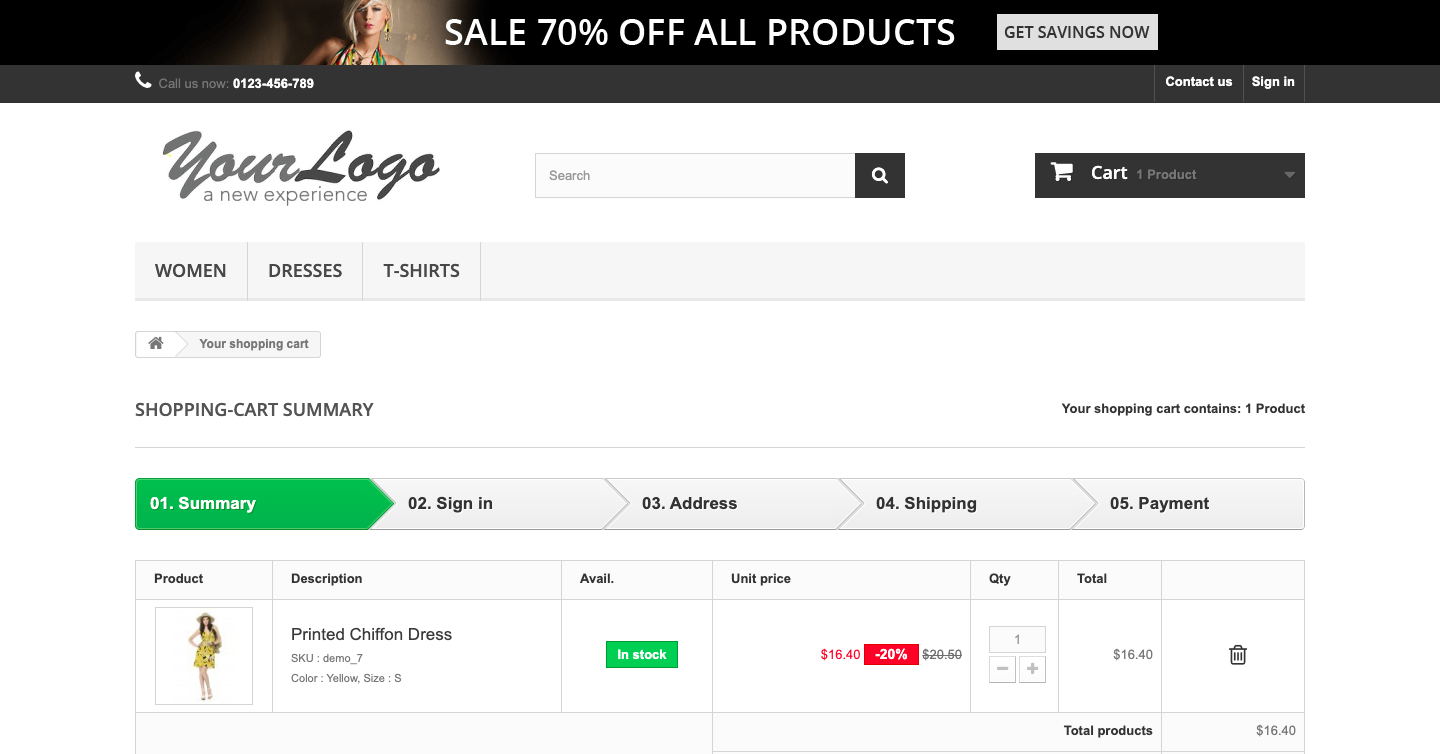 SALE 70% OFF ALL PRODUCTS
GET SAVINGS NOW
Call us now: 0123-456-789
Contact us
Sign in
YourLogo
a new experience
Search
Cart 1 Product
WOMEN
DRESSES
T-SHIRTS
Your shopping cart
SHOPPING-CART SUMMARY
Your shopping cart contains: 1 Product
01. Summary
02. Sign in
03. Address
04. Shipping
05. Payment
Product
Description
Avail.
Unit price
Qty
Total
Printed Chiffon Dress
SKU : demo_7
Color : Yellow, Size : S
In stock
$16.40 -20% $20.50
1
$16.40
Total products
$16.40